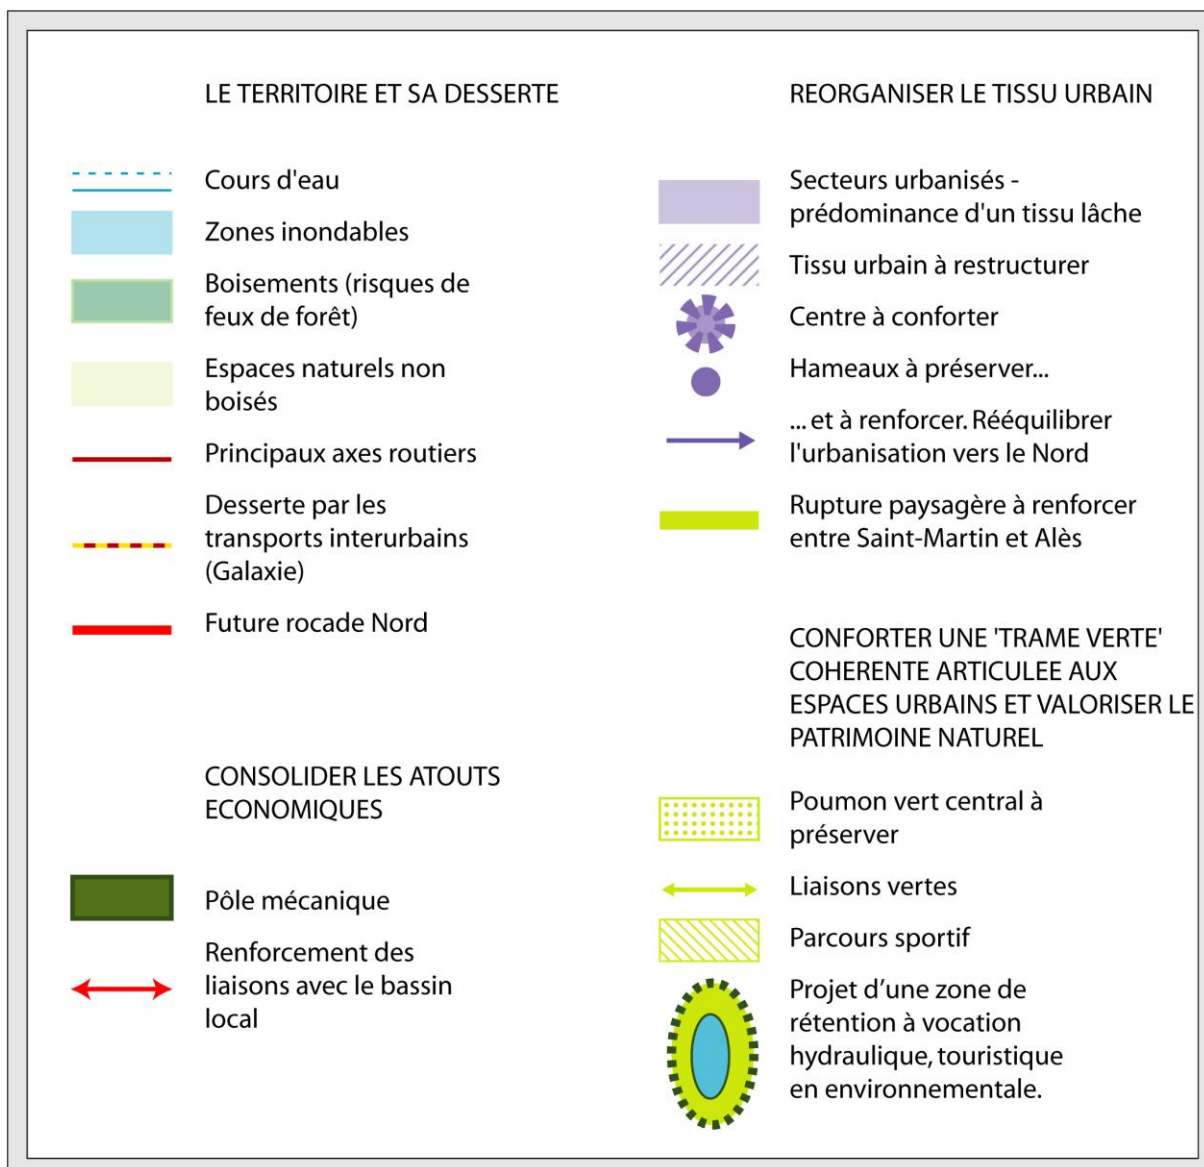 LE TERRITOIRE ET SA DESSERTE
Cours d'eau
Zones inondables
Boisements (risques de
feux de forêt)
Espaces naturels non
boisés
Principaux axes routiers
Desserte par les
transports interurbains
(Galaxie)
Future rocade Nord
CONSOLIDER LES ATOUTS
ECONOMIQUES
Pôle mécanique
Renforcement des
liaisons avec le bassin
local
REORGANISER LE TISSU URBAIN
Secteurs urbanisés -
prédominance d'un tissu lâche
Tissu urbain à restructurer
Centre à conforter
Hameaux à préserver...
... et à renforcer. Rééquilibrer
l'urbanisation vers le Nord
Rupture paysagère à renforcer
entre Saint-Martin et Alès
CONFORTER UNE 'TRAME VERTE'
COHERENTE ARTICULEE AUX
ESPACES URBAINS ET VALORISER LE
PATRIMOINE NATUREL
Poumon vert central à
préserver
Liaisons vertes
Parcours sportif
Projet d’une zone de
rétention à vocation
hydraulique, touristique
en environnementale.